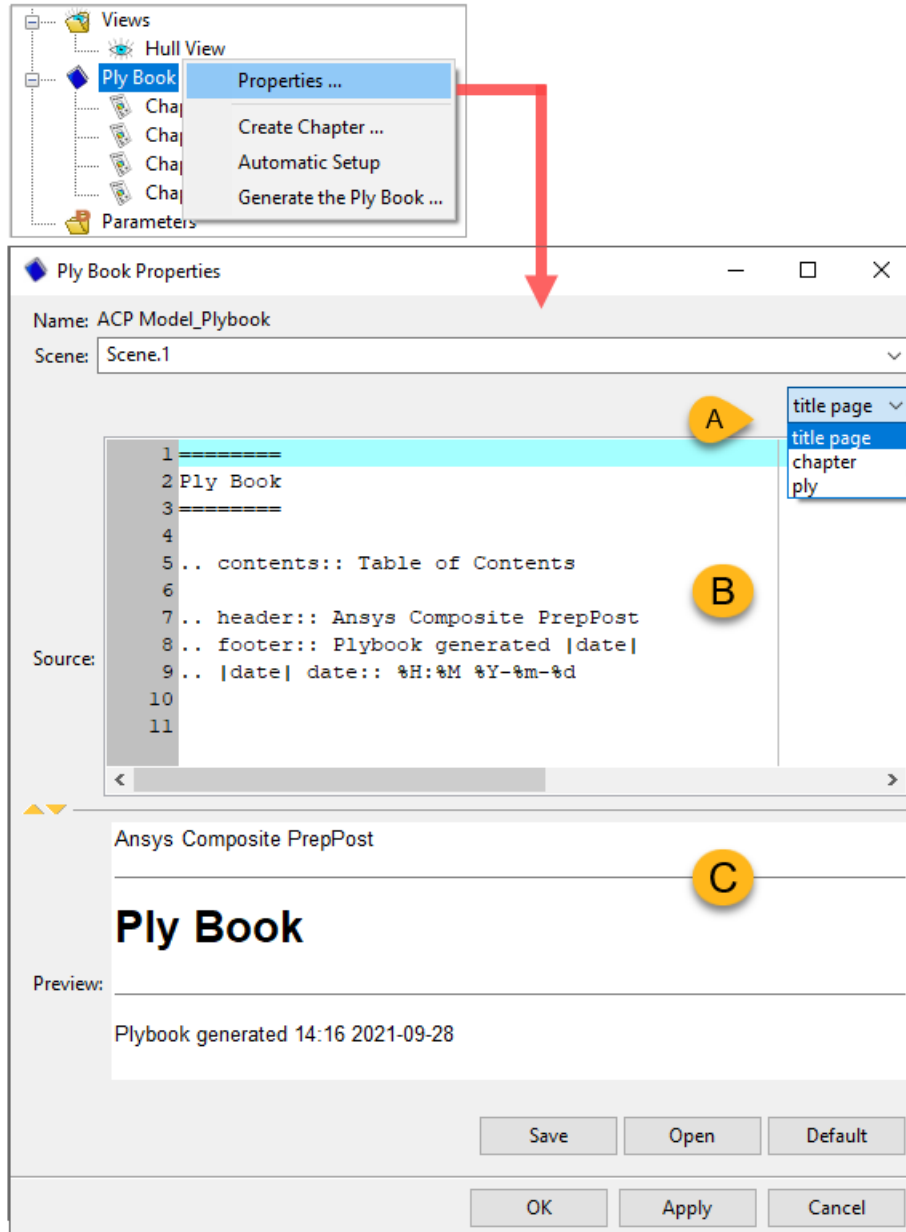 Views
Hull View
Ply Book
Properties ...
Create Chapter ...
Automatic Setup
Generate the Ply Book ...
Chap
Chap
Chap
Chap
Parameters
Ply Book Properties
Name: ACP Model_Plybook
Scene: Scene.1
A
title page
title page
chapter
ply
Source:
1 ========
2 Ply Book
3 ========
4
5 .. contents:: Table of Contents
6
7 .. header:: Ansys Composite PrepPost
8 .. footer:: Plybook generated |date|
9 .. |date| date:: %H:%M %Y-%m-%d
10
11
B
Ansys Composite PrepPost
C
Ply Book
Preview:
Plybook generated 14:16 2021-09-28
Save Open Default
OK Apply Cancel